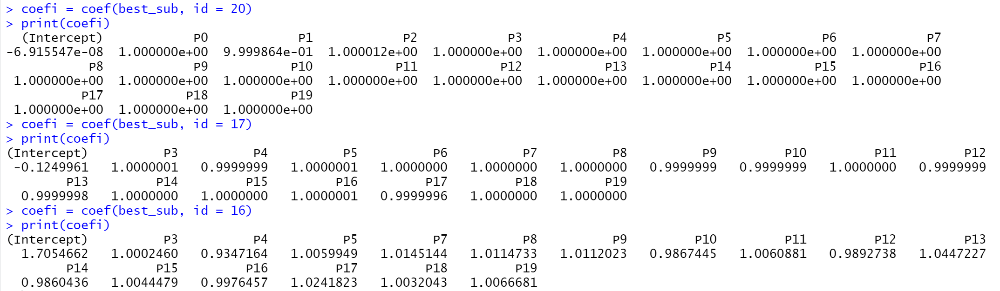 > coefi = coef(best_sub, id = 20)
> print(coefi)
  (Intercept)            P0            P1            P2            P3            P4            P5            P6            P7
-6.915547e-08  1.000000e+00  9.999864e-01  1.000012e+00  1.000000e+00  1.000000e+00  1.000000e+00  1.000000e+00  1.000000e+00
           P8            P9           P10           P11           P12           P13           P14           P15           P16
 1.000000e+00  1.000000e+00  1.000000e+00  1.000000e+00  1.000000e+00  1.000000e+00  1.000000e+00  1.000000e+00  1.000000e+00
          P17           P18           P19
 1.000000e+00  1.000000e+00  1.000000e+00
> coefi = coef(best_sub, id = 17)
> print(coefi)
(Intercept)          P3          P4          P5          P6          P7          P8          P9         P10         P11         P12
 -0.1249961   1.0000001   0.9999999   1.0000001   1.0000000   1.0000000   1.0000000   0.9999999   0.9999999   1.0000000   0.9999999
        P13         P14         P15         P16         P17         P18         P19
  0.9999998   1.0000000   1.0000000   1.0000001   0.9999996   1.0000000   1.0000000
> coefi = coef(best_sub, id = 16)
> print(coefi)
(Intercept)          P3          P4          P5          P7          P8          P9         P10         P11         P12         P13
  1.7054662   1.0002460   0.9347164   1.0059949   1.0145144   1.0114733   1.0112023   0.9867445   1.0060881   0.9892738   1.0447227
        P14         P15         P16         P17         P18         P19
  0.9860436   1.0044479   0.9976457   1.0241823   1.0032043   1.0066681